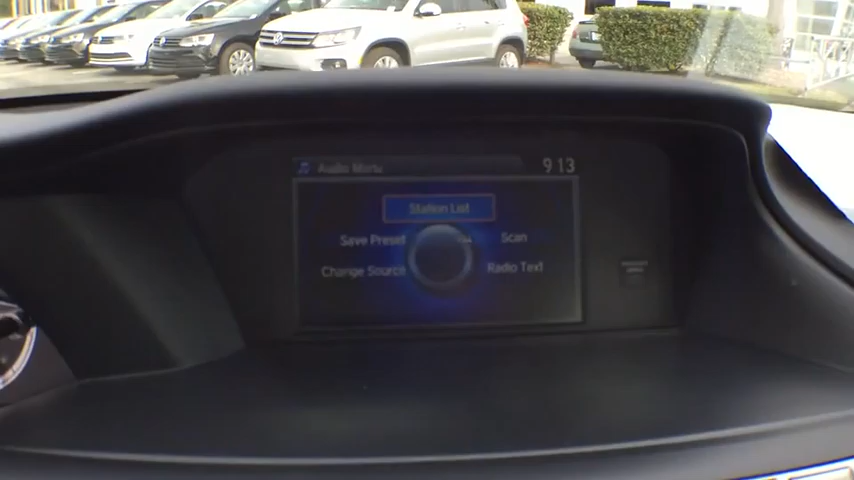 Audio Menu 9 13
Station List
Save Preset Scan
Change Source Radio Text